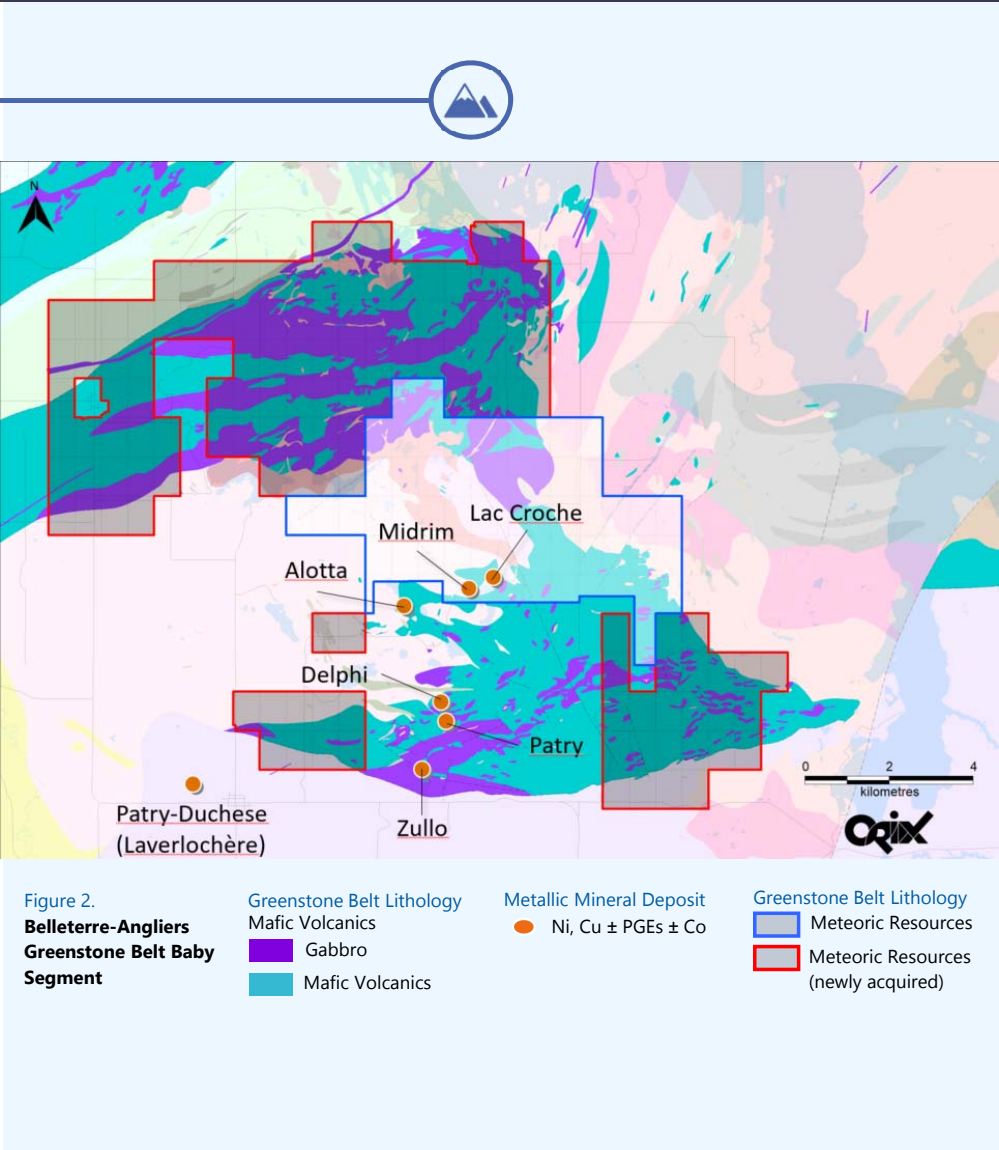 N
Lac Croche
Midrim
Alotta
Delphi
Patry
Zullo
Patry-Duchese
(Laverlochère)
0 2 4
kilometres
Orix
Figure 2.
Belleterre-Angliers
Greenstone Belt Baby
Segment
Greenstone Belt Lithology
Mafic Volcanics
Gabbro
Mafic Volcanics
Metallic Mineral Deposit
Ni, Cu ± PGEs ± Co
Greenstone Belt Lithology
Meteoric Resources
Meteoric Resources
(newly acquired)